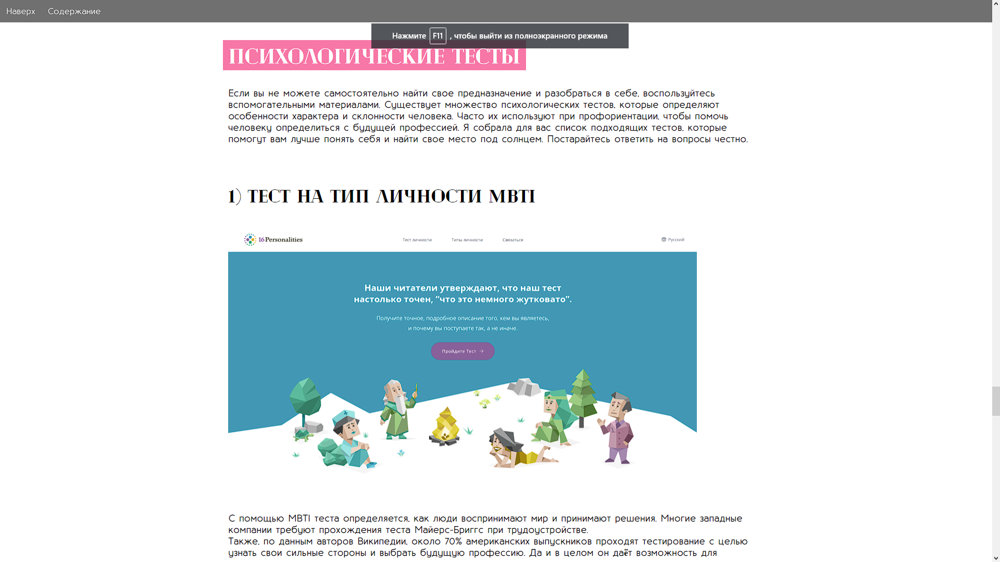 Наверх Содержание
Нажмите F11 , чтобы выйти из полноэкранного режима
ПСИХОЛОГИЧЕСКИЕ ТЕСТЫ
Если вы не можете самостоятельно найти свое предназначение и разобраться в себе, воспользуйтесь
вспомогательными материалами. Существует множество психологических тестов, которые определяют
особенности характера и склонности человека. Часто их используют при профориентации, чтобы помочь
человеку определиться с будущей профессией. Я собрала для вас список подходящих тестов, которые
помогут вам лучше понять себя и найти свое место под солнцем. Постарайтесь ответить на вопросы честно.
1) ТЕСТ НА ТИП ЛИЧНОСТИ MBTI
16Personalities Тест личности Типы личности Связаться Русский
Наши читатели утверждают, что наш тест
настолько точен, “что это немного жутковато”.
Получите точное, подробное описание того, кем вы являетесь,
и почему вы поступаете так, а не иначе.
Пройдите Тест →
С помощью MBTI теста определяется, как люди воспринимают мир и принимают решения. Многие западные
компании требуют прохождения теста Майерс-Бриггс при трудоустройстве.
Также, по данным авторов Википедии, около 70% американских выпускников проходят тестирование с целью
узнать свои сильные стороны и выбрать будущую профессию. Да и в целом он даёт возможность для